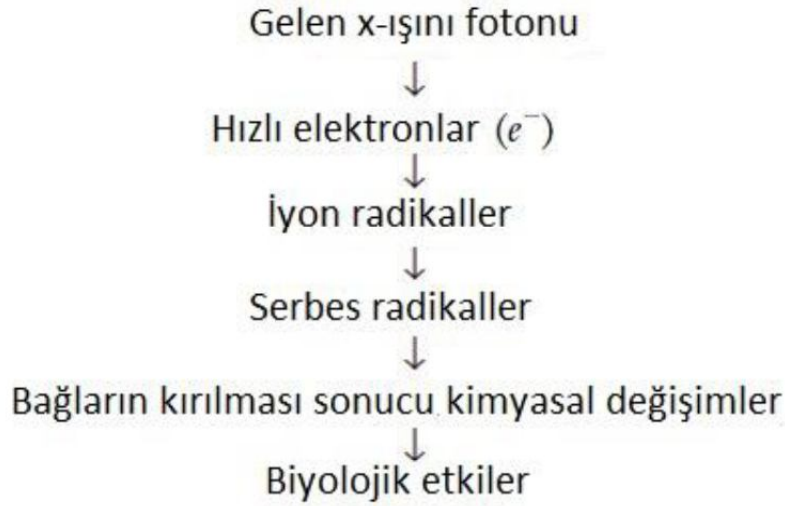 Gelen x-ışını fotonu
↓
Hızlı elektronlar (e⁻)
↓
İyon radikaller
↓
Serbes radikaller
↓
Bağların kırılması sonucu kimyasal değişimler
↓
Biyolojik etkiler